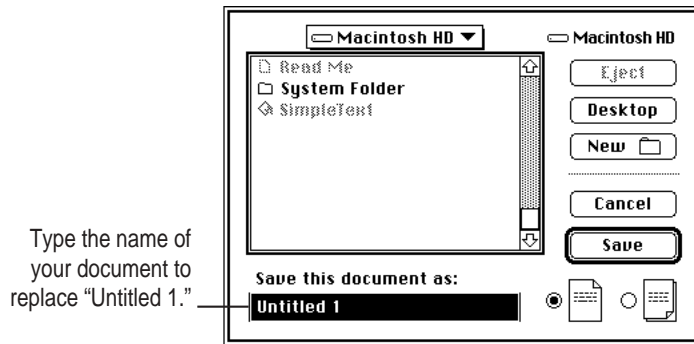 Macintosh HD
Macintosh HD
Read Me
System Folder
SimpleText
Eject
Desktop
New
Cancel
Save
Type the name of
your document to
replace “Untitled 1.”
Save this document as:
Untitled 1